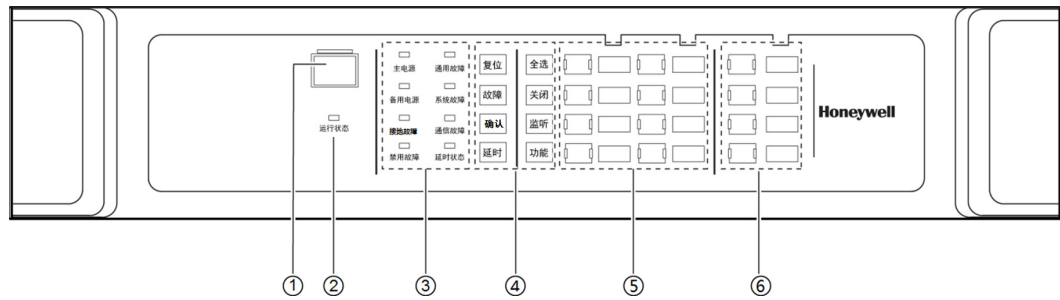 主电源 通用故障 复位 全选
备用电源 系统故障 故障 关闭
运行状态 接地故障 通信故障 确认 监听 Honeywell
禁用故障 延时状态 延时 功能
① ② ③ ④ ⑤ ⑥